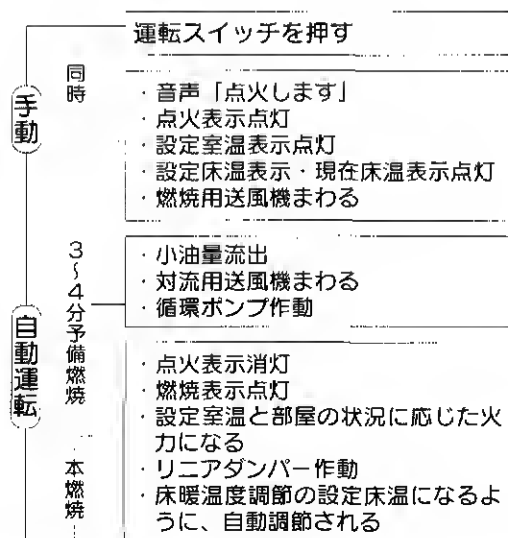 運転スイッチを押す
手動
同時
・音声「点火します」
・点火表示点灯
・設定室温表示点灯
・設定床温表示・現在床温表示点灯
・燃焼用送風機まわる
自動運転
3～4分予備燃焼
・小油量流出
・対流用送風機まわる
・循環ポンプ作動
本燃焼
・点火表示消灯
・燃焼表示点灯
・設定室温と部屋の状況に応じた火
力になる
・リニアダンパー作動
・床暖温度調節の設定床温になるよ
うに、自動調節される